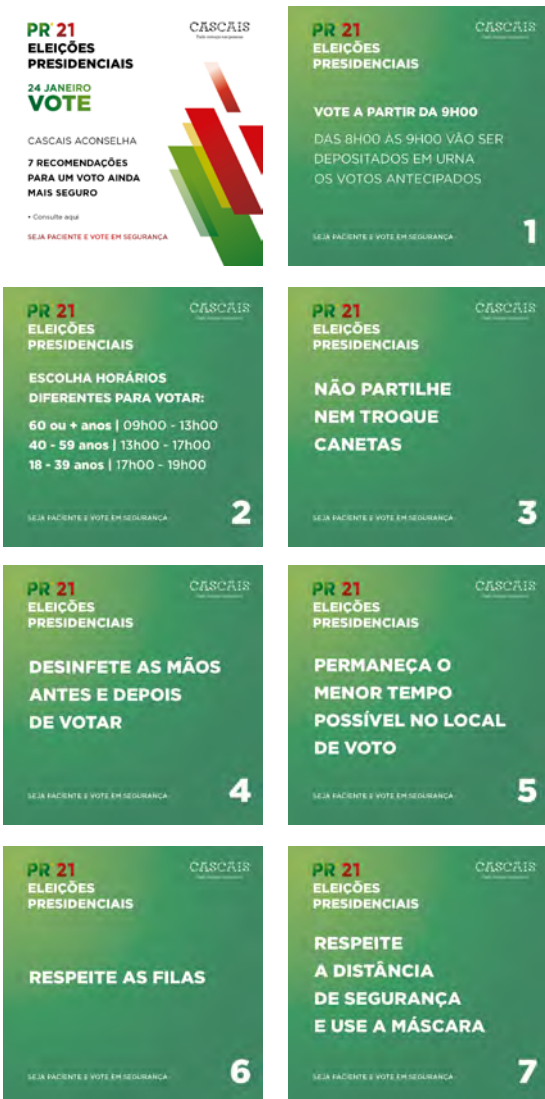 PR'21
ELEIÇÕES
PRESIDENCIAIS
24 JANEIRO
VOTE
CASCAIS ACONSELHA
7 RECOMENDAÇÕES
PARA UM VOTO AINDA
MAIS SEGURO
• Consulte aqui
SEJA PACIENTE E VOTE EM SEGURANÇA
CASCAIS
Tudo começa nas pessoas
PR 21
ELEIÇÕES
PRESIDENCIAIS
CASCAIS
VOTE A PARTIR DA 9H00
DAS 8H00 ÀS 9H00 VÃO SER
DEPOSITADOS EM URNA
OS VOTOS ANTECIPADOS
SEJA PACIENTE E VOTE EM SEGURANÇA
1
PR 21
ELEIÇÕES
PRESIDENCIAIS
CASCAIS
ESCOLHA HORÁRIOS
DIFERENTES PARA VOTAR:
60 ou + anos | 09h00 - 13h00
40 - 59 anos | 13h00 - 17h00
18 - 39 anos | 17h00 - 19h00
SEJA PACIENTE E VOTE EM SEGURANÇA
2
PR 21
ELEIÇÕES
PRESIDENCIAIS
CASCAIS
NÃO PARTILHE
NEM TROQUE
CANETAS
SEJA PACIENTE E VOTE EM SEGURANÇA
3
PR 21
ELEIÇÕES
PRESIDENCIAIS
CASCAIS
DESINFETE AS MÃOS
ANTES E DEPOIS
DE VOTAR
SEJA PACIENTE E VOTE EM SEGURANÇA
4
PR 21
ELEIÇÕES
PRESIDENCIAIS
CASCAIS
PERMANEÇA O
MENOR TEMPO
POSSÍVEL NO LOCAL
DE VOTO
SEJA PACIENTE E VOTE EM SEGURANÇA
5
PR 21
ELEIÇÕES
PRESIDENCIAIS
CASCAIS
RESPEITE AS FILAS
SEJA PACIENTE E VOTE EM SEGURANÇA
6
PR 21
ELEIÇÕES
PRESIDENCIAIS
CASCAIS
RESPEITE
A DISTÂNCIA
DE SEGURANÇA
E USE A MÁSCARA
SEJA PACIENTE E VOTE EM SEGURANÇA
7